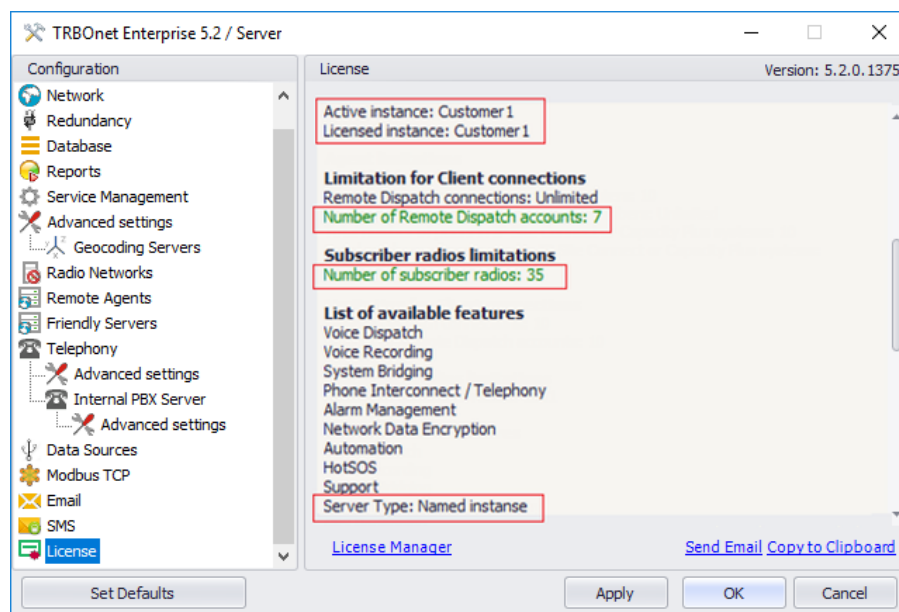 TRBOnet Enterprise 5.2 / Server
Configuration
Network
Redundancy
Database
Reports
Service Management
Advanced settings
Geocoding Servers
Radio Networks
Remote Agents
Friendly Servers
Telephony
Advanced settings
Internal PBX Server
Advanced settings
Data Sources
Modbus TCP
Email
SMS
License
License Version: 5.2.0.1375
Active instance: Customer1
Licensed instance: Customer1
Limitation for Client connections
Remote Dispatch connections: Unlimited
Number of Remote Dispatch accounts: 7
Subscriber radios limitations
Number of subscriber radios: 35
List of available features
Voice Dispatch
Voice Recording
System Bridging
Phone Interconnect / Telephony
Alarm Management
Network Data Encryption
Automation
HotSOS
Support
Server Type: Named instanse
License Manager Send Email Copy to Clipboard
Set Defaults Apply OK Cancel